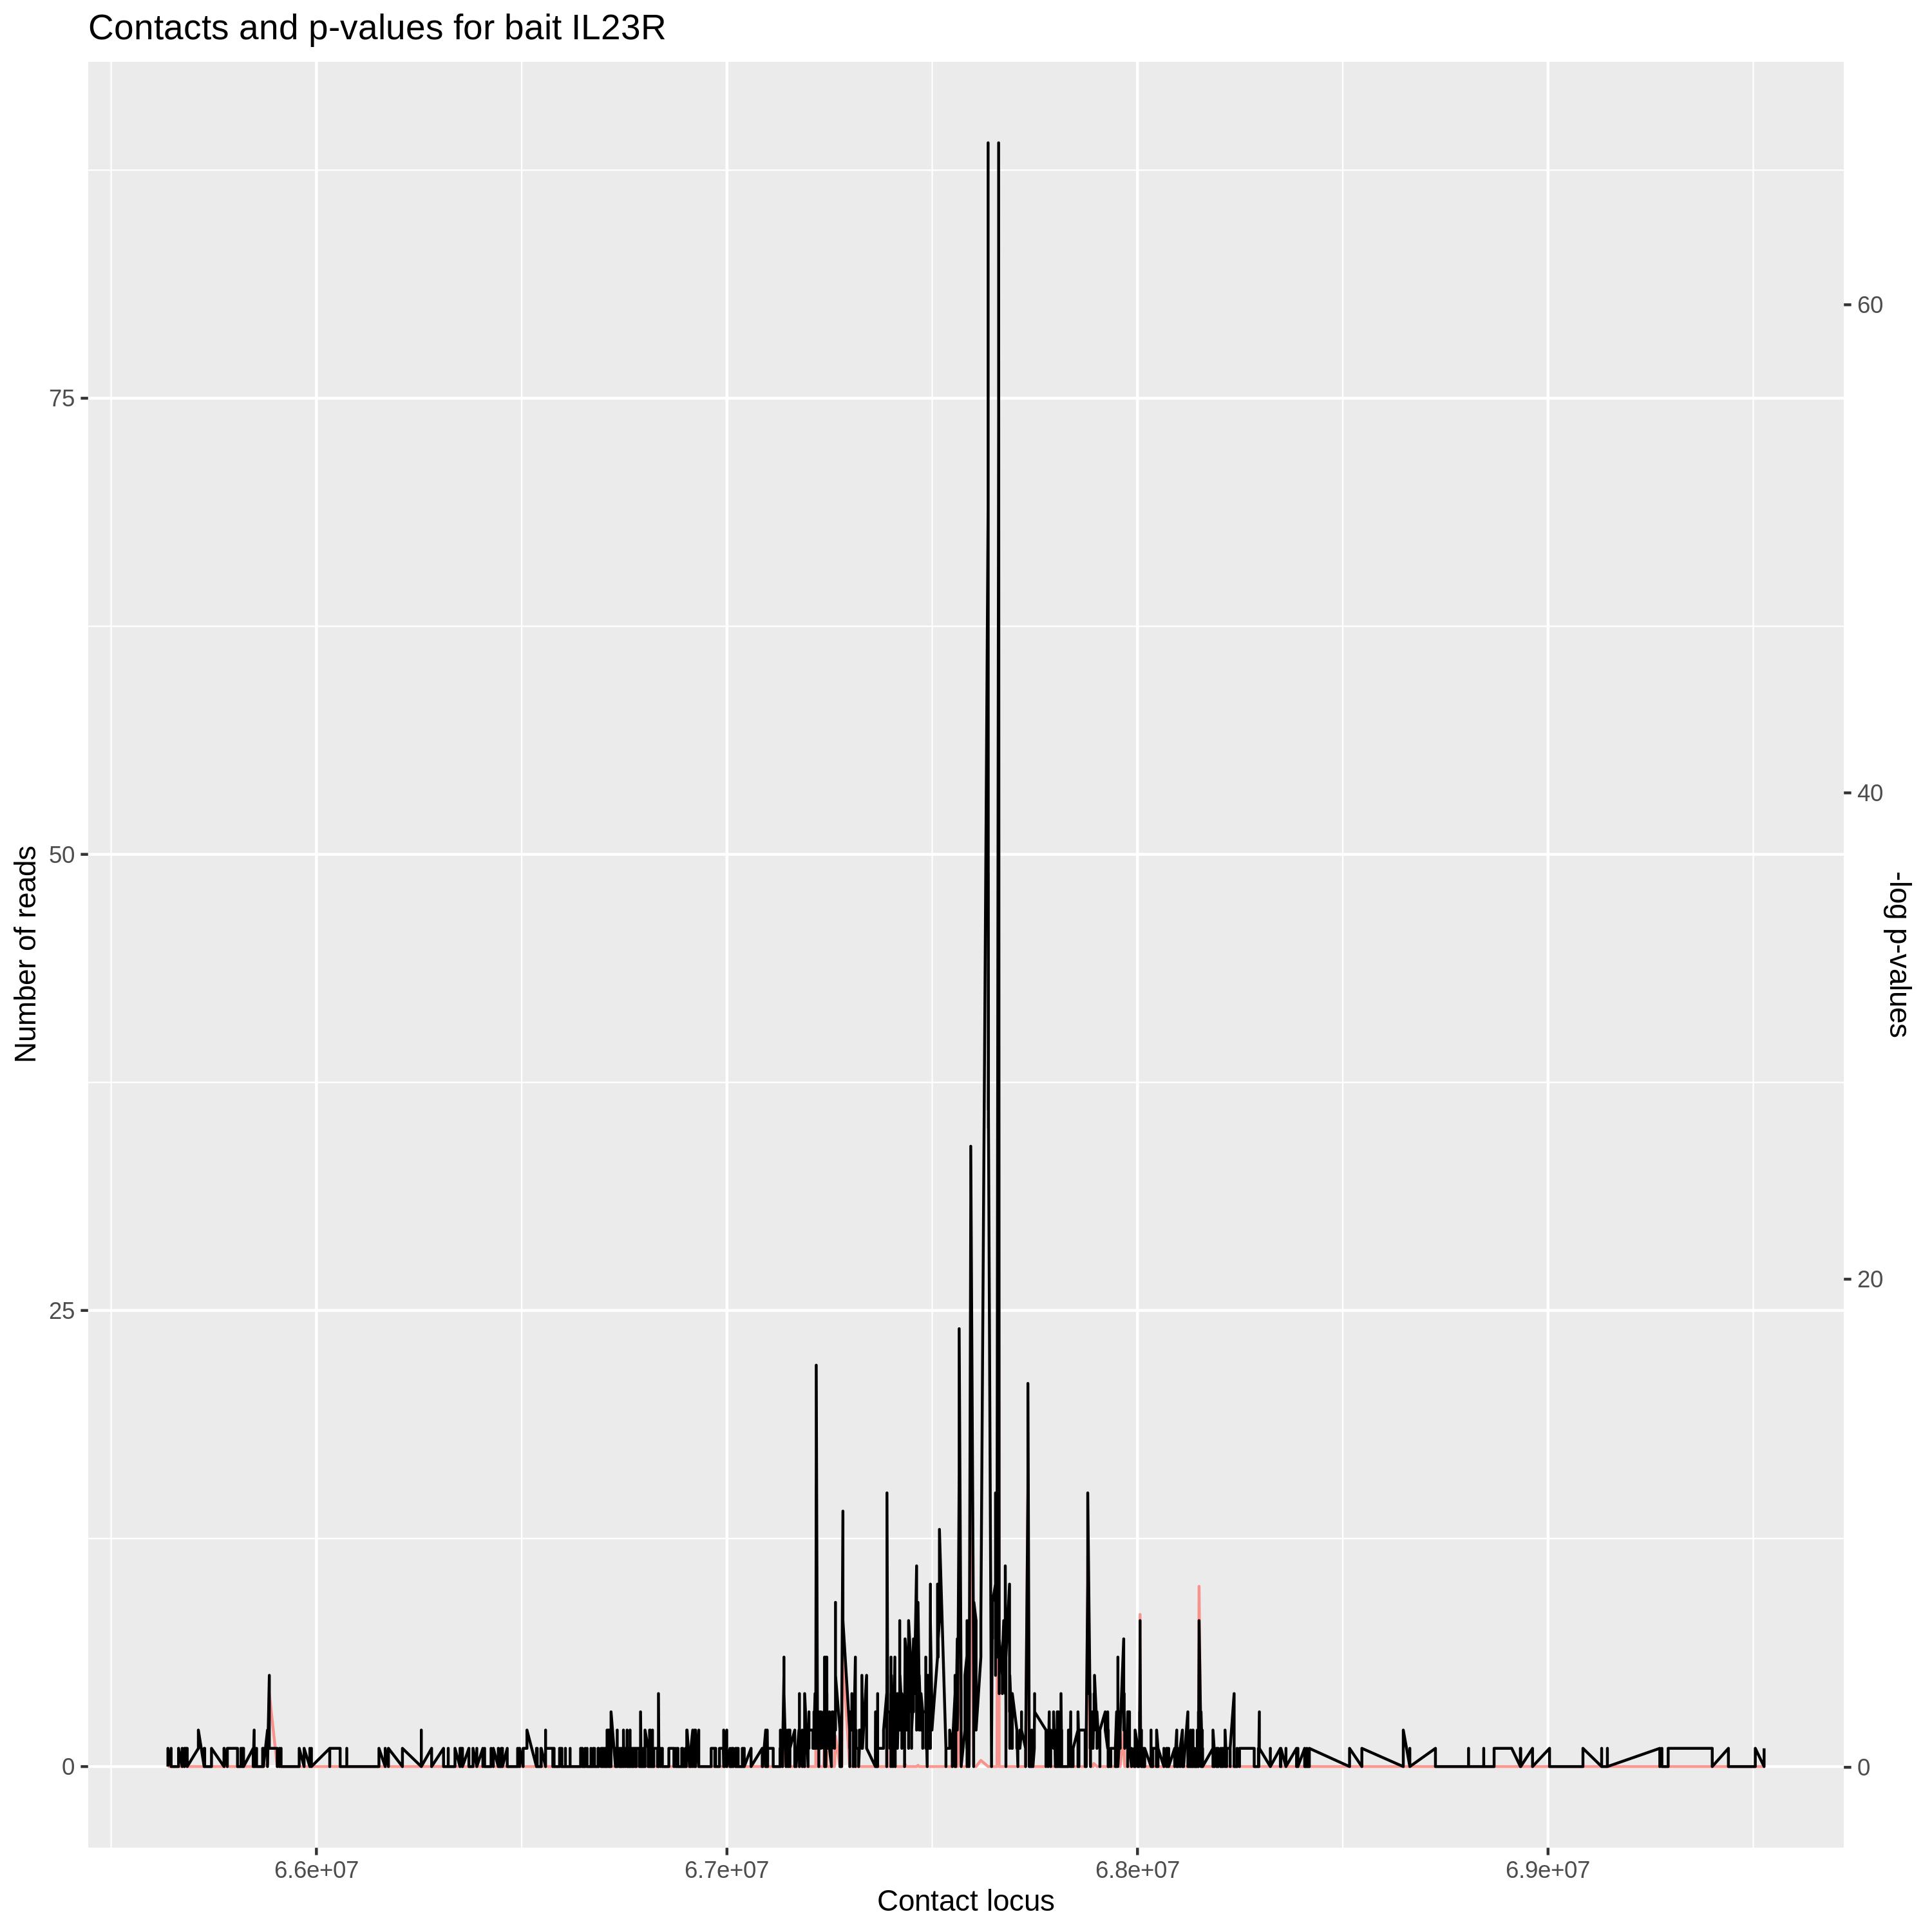 Contacts and p-values for bait IL23R
75
50
25
0
60
40
20
0
Number of reads
-log p-values
6.6e+07
6.7e+07
6.8e+07
6.9e+07
Contact locus